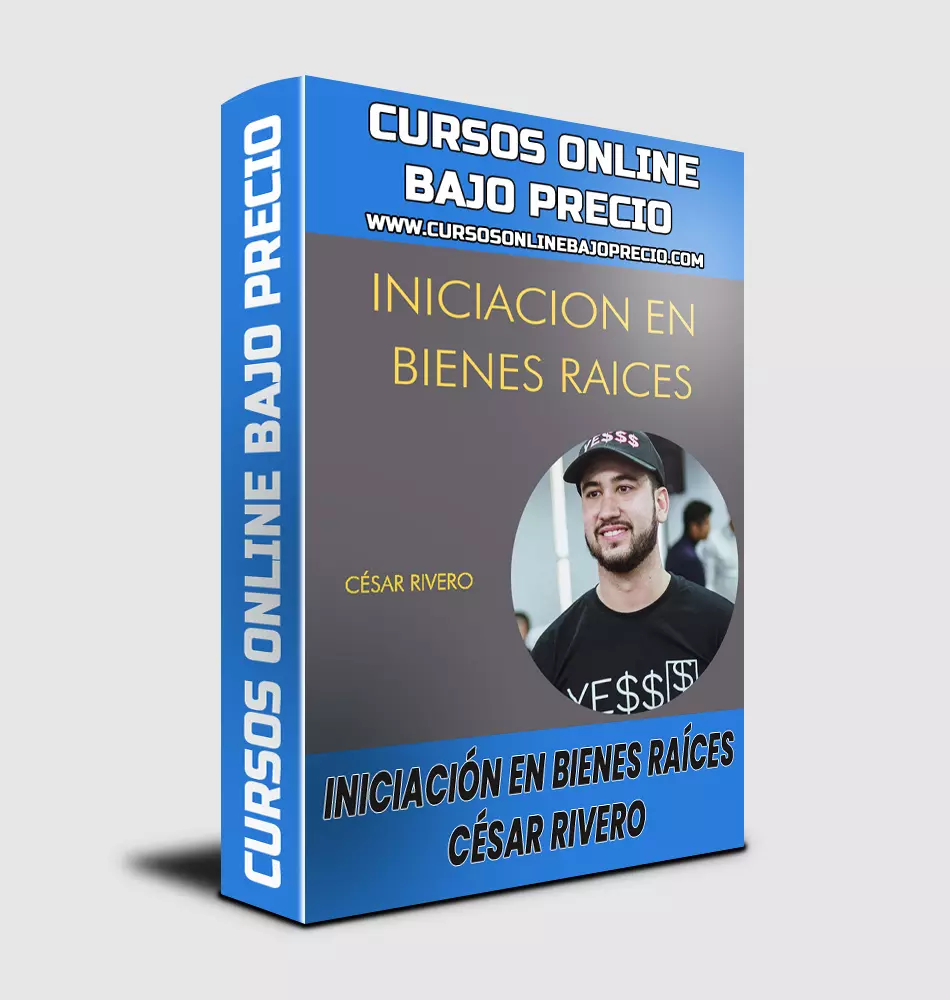 CURSOS ONLINE BAJO PRECIO
CURSOS ONLINE
BAJO PRECIO
WWW.CURSOSONLINEBAJOPRECIO.COM
INICIACION EN
BIENES RAICES
YE$$$
CÉSAR RIVERO
YE$$[$]
INICIACIÓN EN BIENES RAÍCES
CÉSAR RIVERO